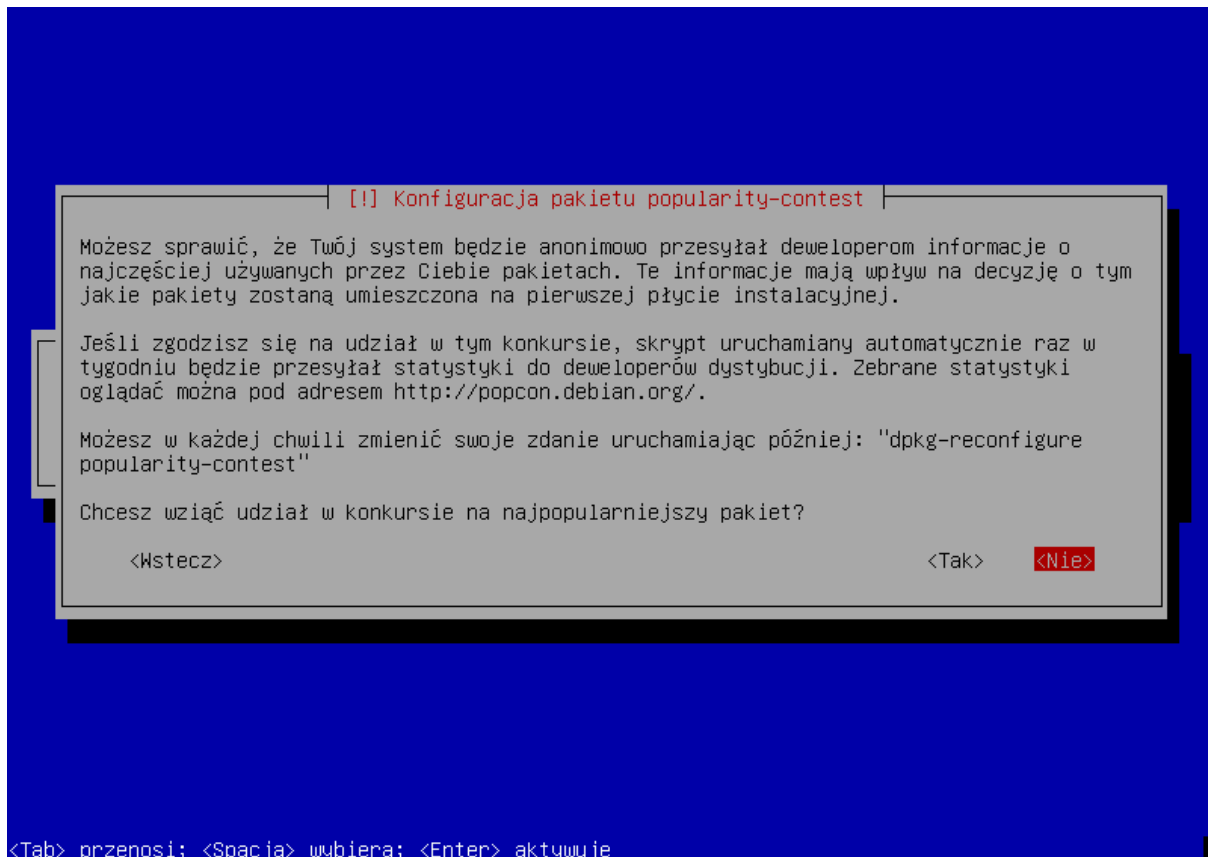 [!] Konfiguracja pakietu popularity-contest
Możesz sprawić, że Twój system będzie anonimowo przesyłał deweloperom informacje o
najczęściej używanych przez Ciebie pakietach. Te informacje mają wpływ na decyzję o tym
jakie pakiety zostaną umieszczona na pierwszej płycie instalacyjnej.
Jeśli zgodzisz się na udział w tym konkursie, skrypt uruchamiany automatycznie raz w
tygodniu będzie przesyłał statystyki do deweloperów dystybucji. Zebrane statystyki
oglądać można pod adresem http://popcon.debian.org/.
Możesz w każdej chwili zmienić swoje zdanie uruchamiając później: "dpkg-reconfigure
popularity-contest"
Chcesz wziąć udział w konkursie na najpopularniejszy pakiet?
<Wstecz> <Tak> <Nie>
<Tab> przenosi; <Spacja> wybiera; <Enter> aktywuje